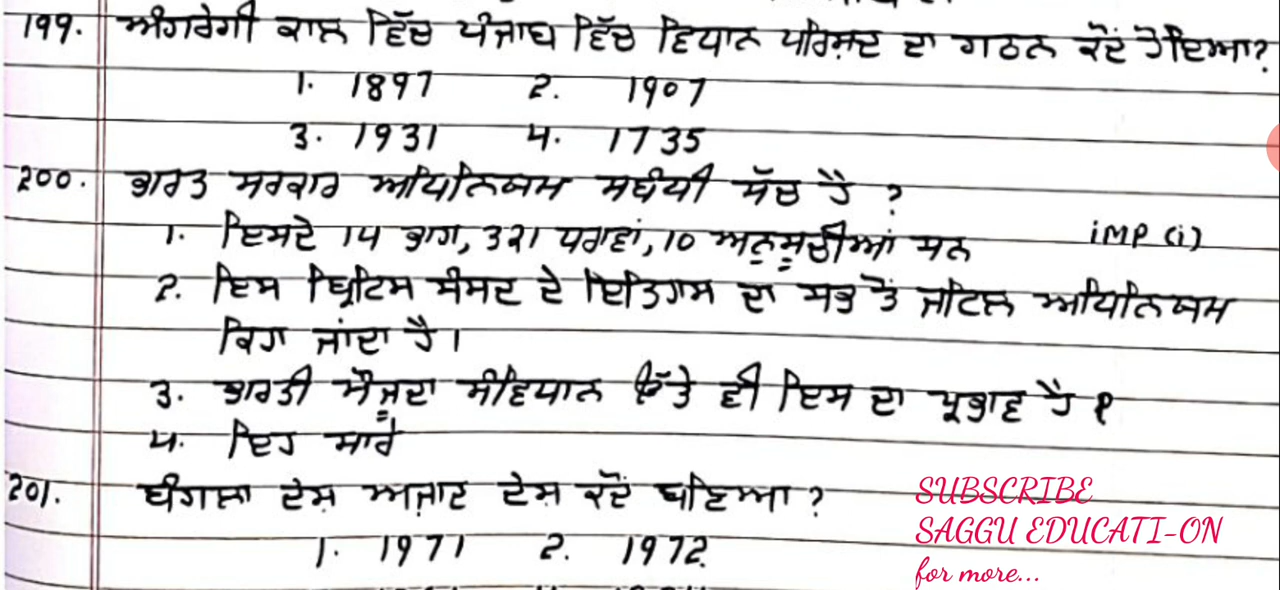 199. ਅੰਗਰੇਗੀ ਕਾਲ ਵਿੱਚ ਪੰਜਾਬ ਵਿੱਚ ਵਿਧਾਨ ਪਰਿਸ਼ਦ ਦਾ ਗਠਨ ਕਦੋਂ ਹੋਇਆ?
1. 1897 2. 1907
3. 1931 4. 1735
200. ਭਾਰਤ ਸਰਕਾਰ ਅਧਿਨਿਯਮ ਸਬੰਧੀ ਸੱਚ ਹੈ ?
1. ਇਸਦੇ 14 ਭਾਗ, 321 ਧਰਾਵਾਂ, 10 ਅਨੁਸੂਚੀਆਂ ਸਨ iMP (i)
2. ਇਸ ਬ੍ਰਿਟਿਸ ਸੰਸਦ ਦੇ ਇਤਿਹਾਸ ਦਾ ਸਭ ਤੋਂ ਜਟਿਲ ਅਧਿਨਿਯਮ
ਕਿਹਾ ਜਾਂਦਾ ਹੈ।
3. ਭਾਰਤੀ ਮੌਜੂਦਾ ਸੰਵਿਧਾਨ ਉੱਤੇ ਵੀ ਇਸ ਦਾ ਪ੍ਰਭਾਵ ਹੈ
4. ਇਹ ਸਾਰੇ
201. ਬੰਗਲਾ ਦੇਸ਼ ਅਜ਼ਾਦ ਦੇਸ਼ ਕਦੋਂ ਬਣਿਆ ?
1. 1971 2. 1972
SUBSCRIBE
SAGGU EDUCATI-ON
for more...